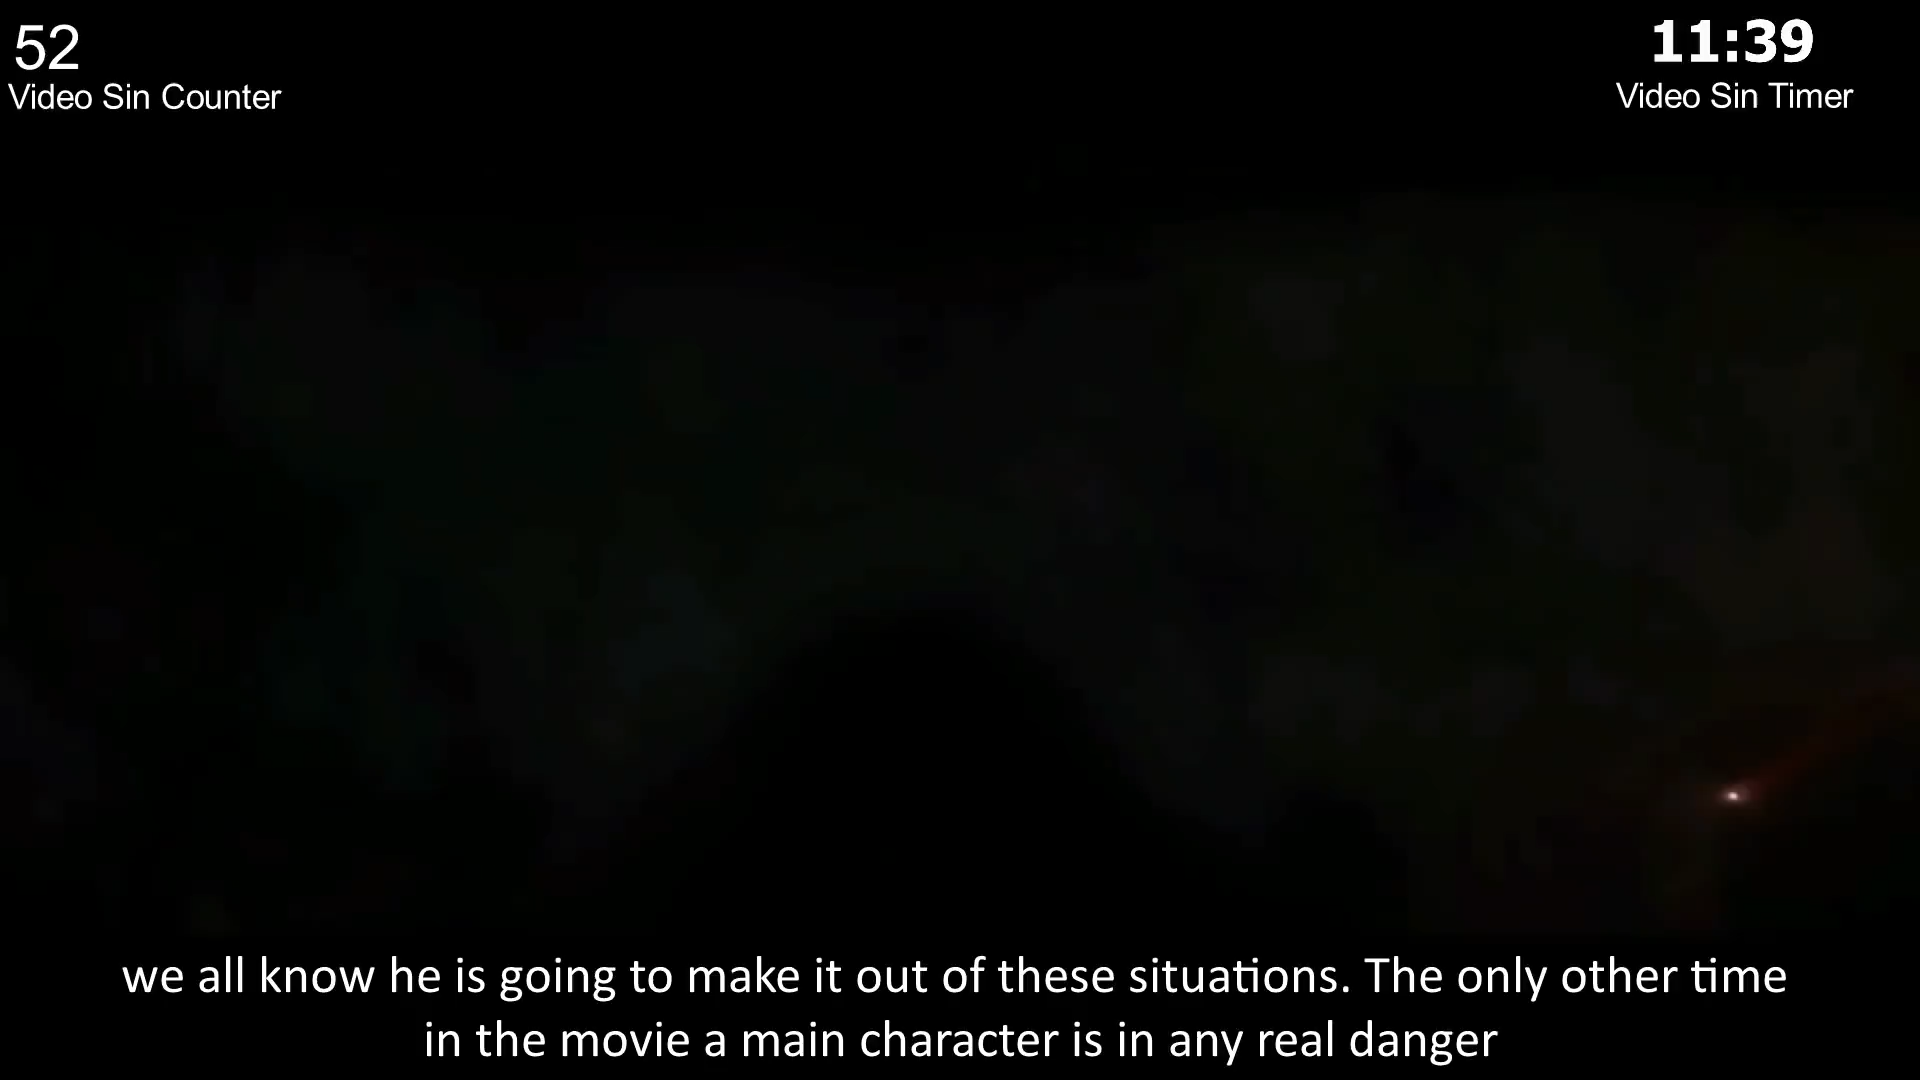 52
Video Sin Counter
11:39
Video Sin Timer
we all know he is going to make it out of these situations. The only other time
in the movie a main character is in any real danger